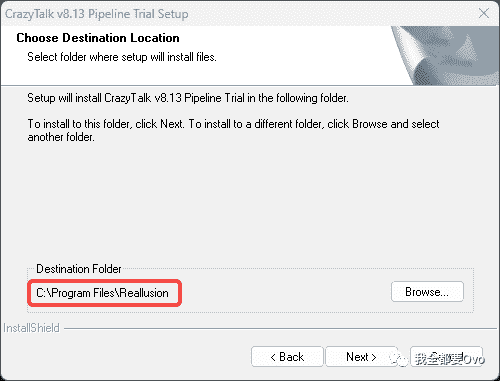 CrazyTalk v8.13 Pipeline Trial Setup
Choose Destination Location
Select folder where setup will install files.
Setup will install CrazyTalk v8.13 Pipeline Trial in the following folder.
To install to this folder, click Next. To install to a different folder, click Browse and select
another folder.
Destination Folder
C:\Program Files\Reallusion
Browse...
InstallShield
< Back
Next >
我全都要Ovo